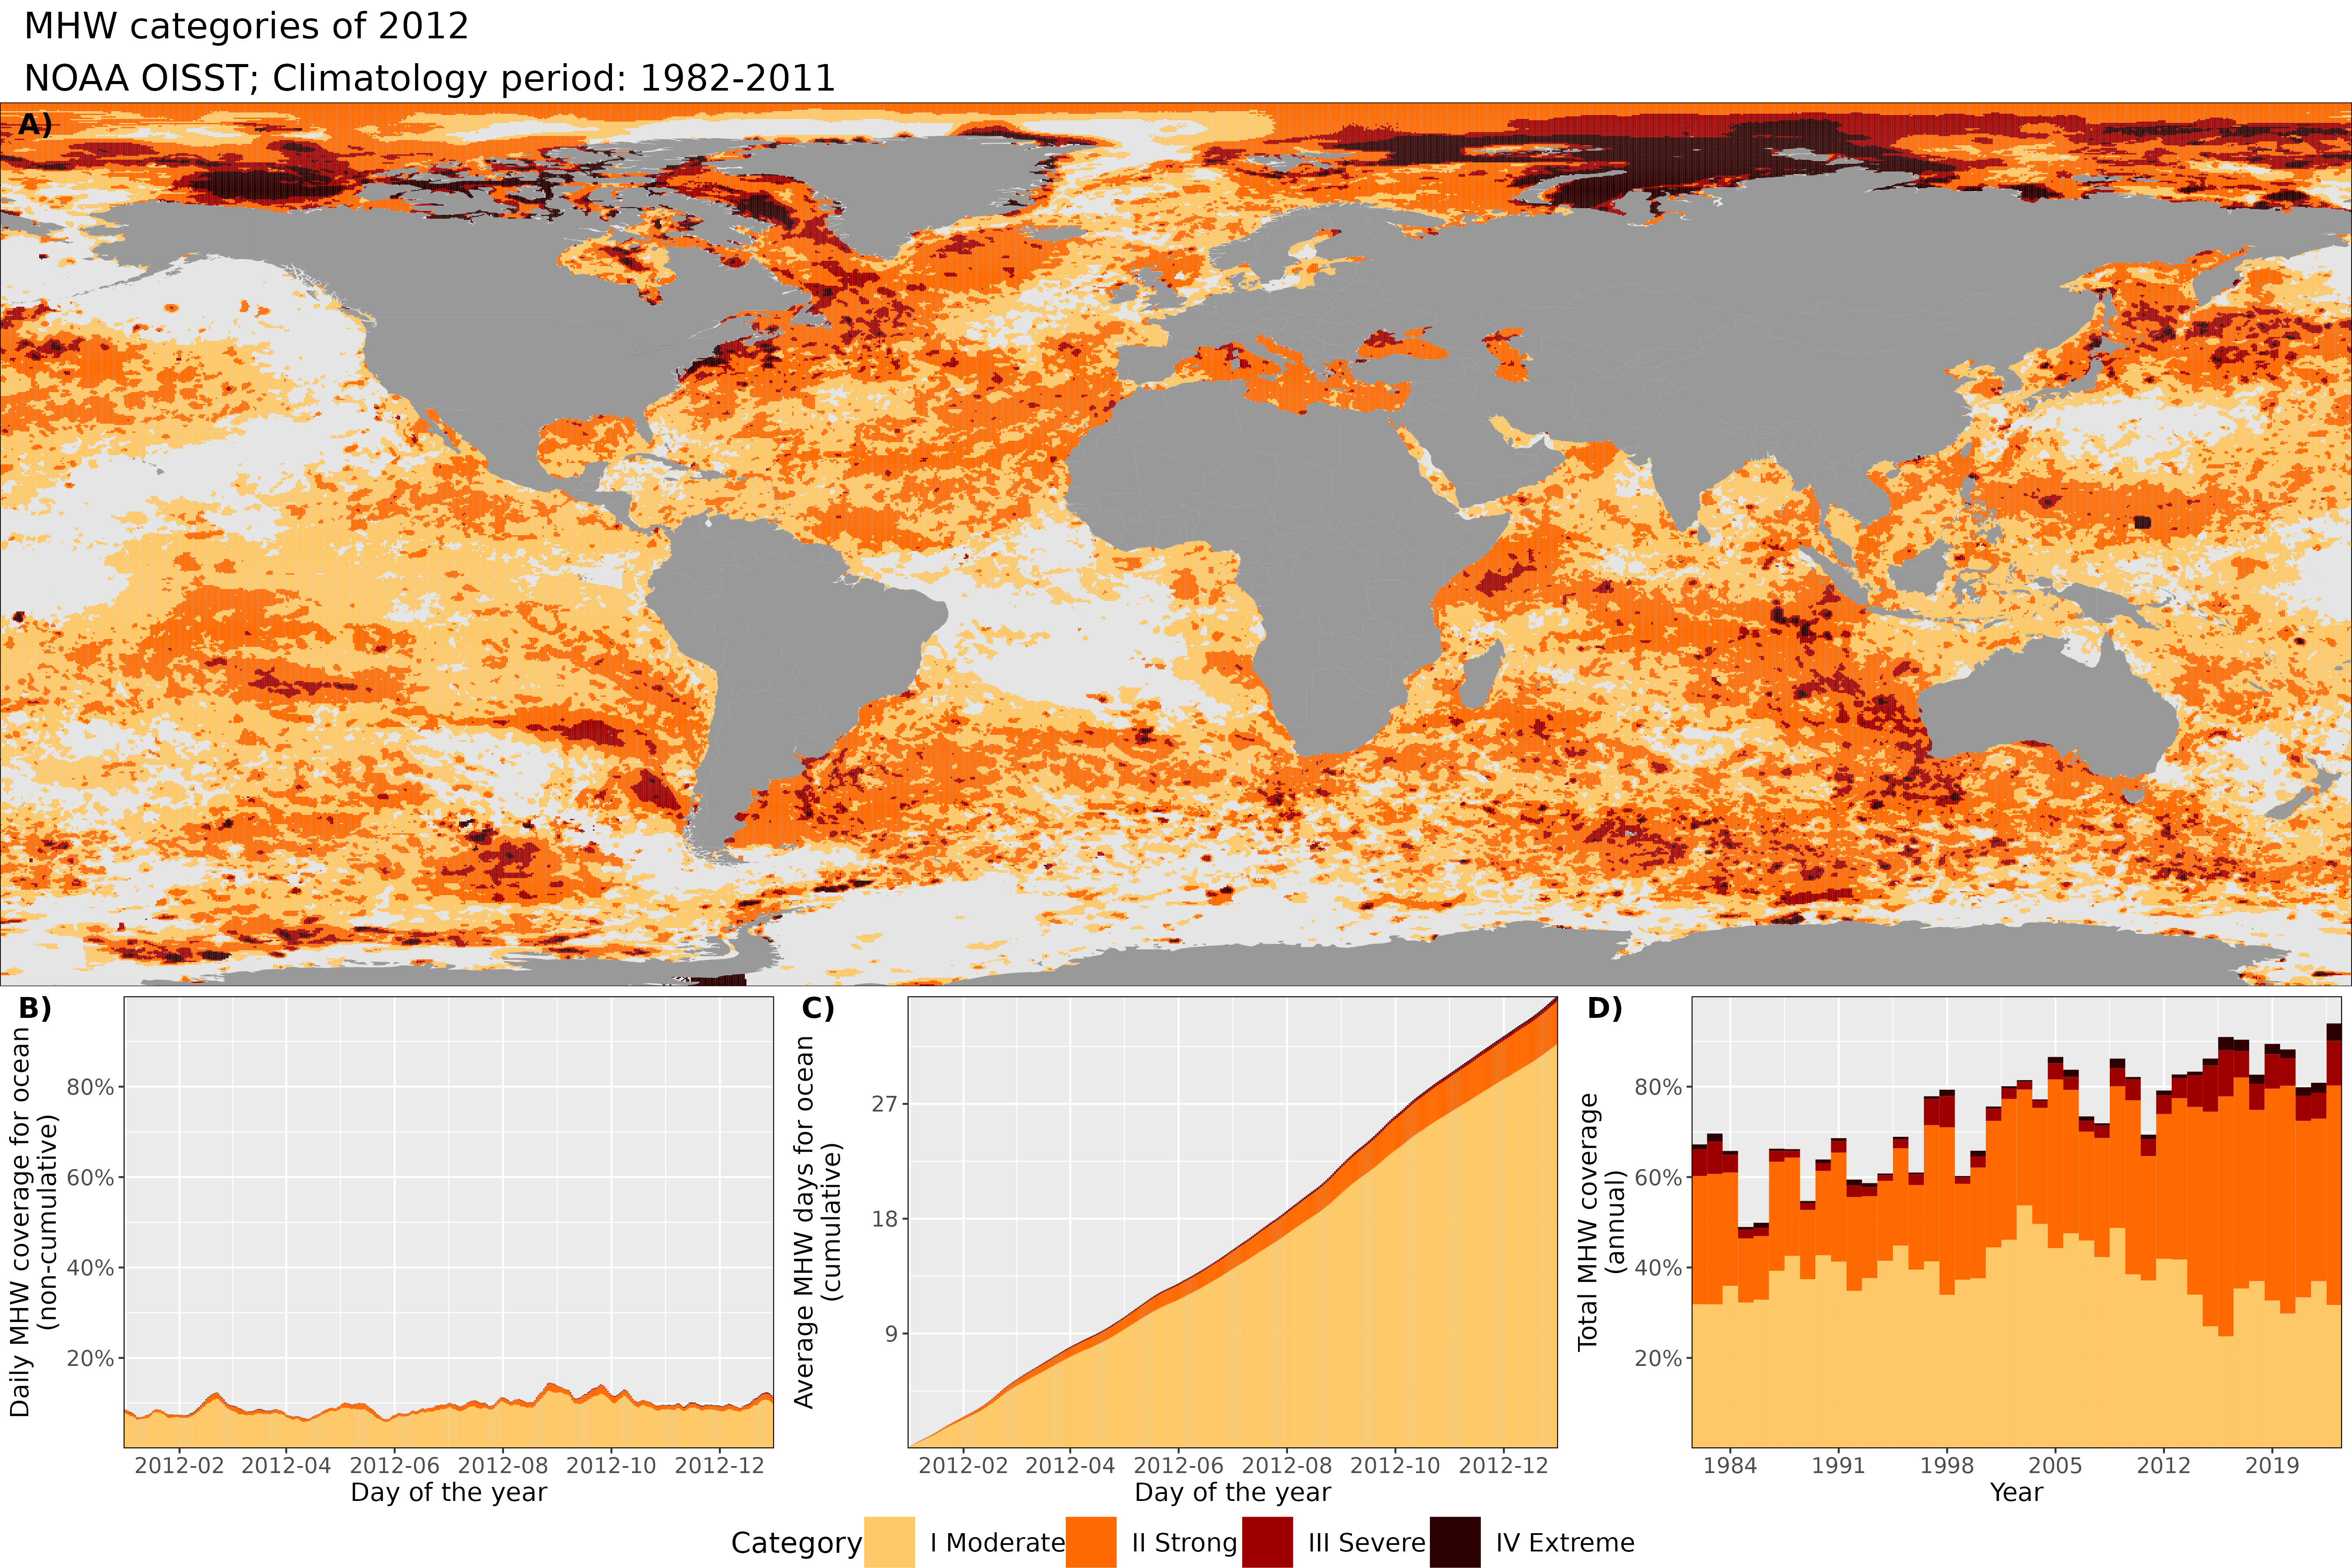 MHW categories of 2012
NOAA OISST; Climatology period: 1982-2011
A)
B)
Daily MHW coverage for ocean
(non-cumulative)
80%
60%
40%
20%
2012-02 2012-04 2012-06 2012-08 2012-10 2012-12
Day of the year
C)
Average MHW days for ocean
(cumulative)
27
18
9
2012-02 2012-04 2012-06 2012-08 2012-10 2012-12
Day of the year
D)
Total MHW coverage
(annual)
80%
60%
40%
20%
1984 1991 1998 2005 2012 2019
Year
Category I Moderate II Strong III Severe IV Extreme